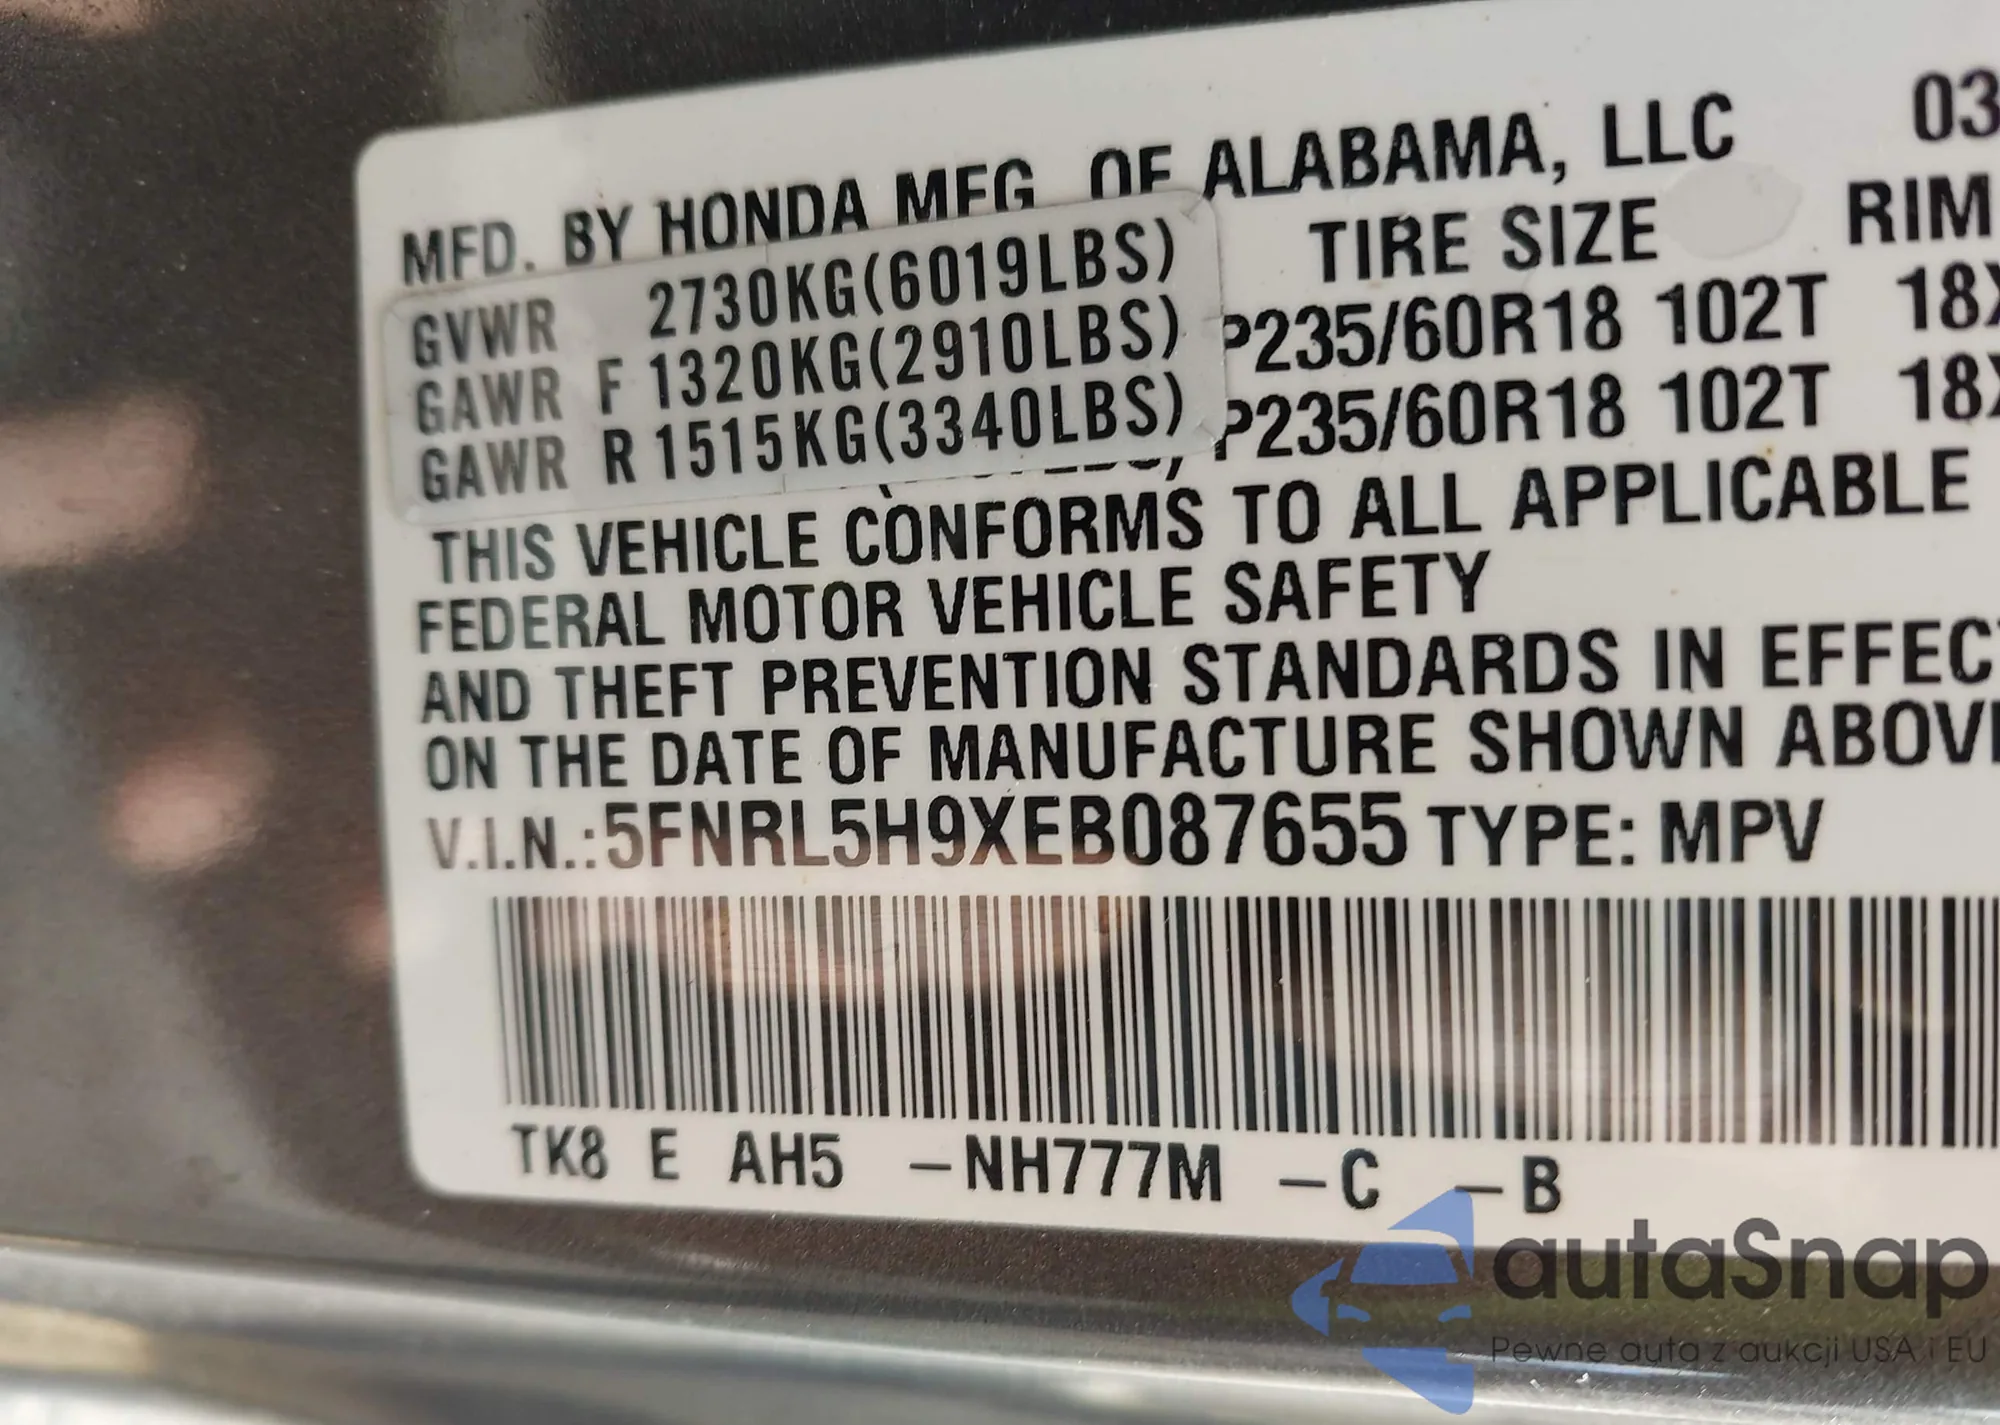 MFD. BY HONDA MFG. OF ALABAMA, LLC 03
TIRE SIZE RIM
GVWR 2730KG(6019LBS)
GAWR F 1320KG(2910LBS) P235/60R18 102T 18X
GAWR R 1515KG(3340LBS) P235/60R18 102T 18X
THIS VEHICLE CONFORMS TO ALL APPLICABLE
FEDERAL MOTOR VEHICLE SAFETY
AND THEFT PREVENTION STANDARDS IN EFFECT
ON THE DATE OF MANUFACTURE SHOWN ABOVE
V.I.N.:5FNRL5H9XEB087655 TYPE: MPV
TK8 E AH5 -NH777M -C -B
autaSnap
Pewne auta z aukcji USA i EU